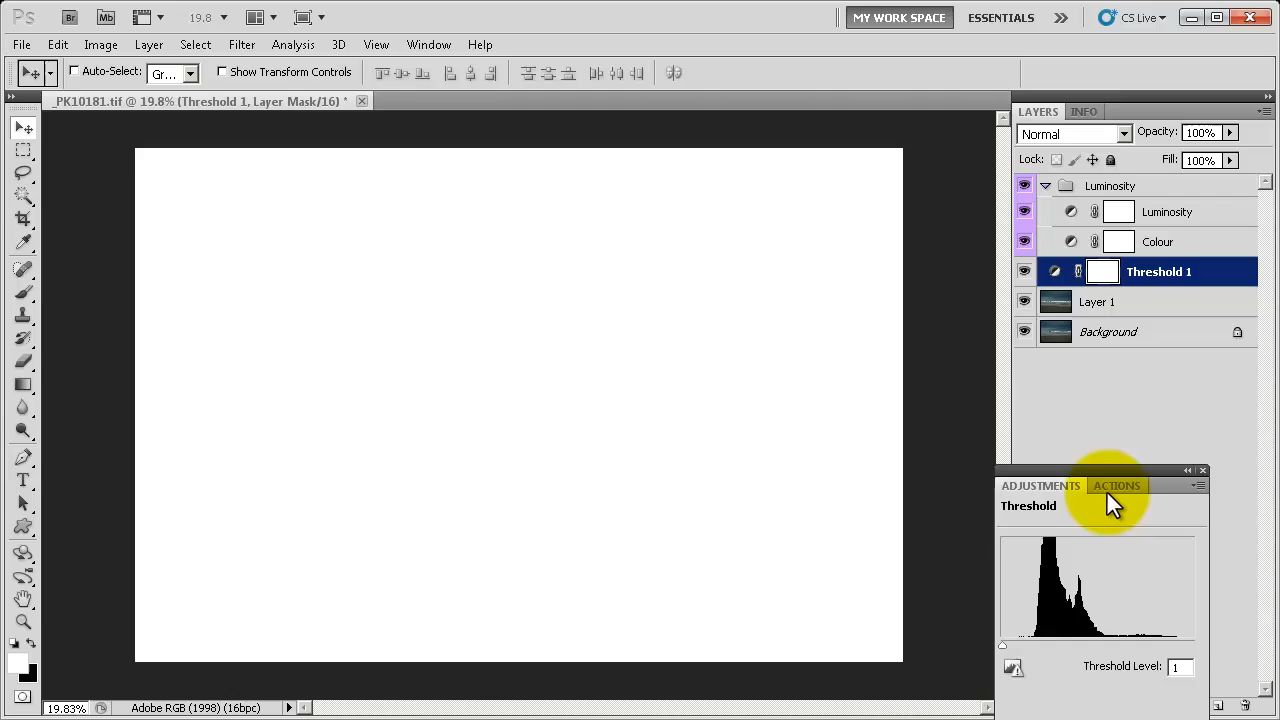 Ps Br Mb 19.8 MY WORK SPACE ESSENTIALS CS Live
File Edit Image Layer Select Filter Analysis 3D View Window Help
Auto-Select: Gr... Show Transform Controls
_PK10181.tif @ 19.8% (Threshold 1, Layer Mask/16) *
LAYERS INFO
Normal Opacity: 100%
Lock: Fill: 100%
Luminosity
Luminosity
Colour
Threshold 1
Layer 1
Background
ADJUSTMENTS ACTIONS
Threshold
Threshold Level: 1
19.83% Adobe RGB (1998) (16bpc)